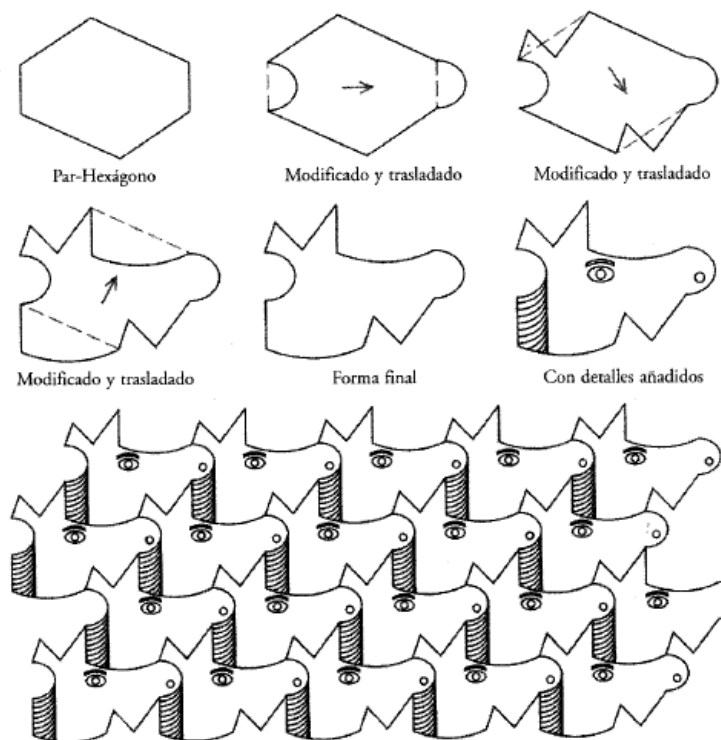 Par-Hexágono
Modificado y trasladado
Modificado y trasladado
Modificado y trasladado
Forma final
Con detalles añadidos